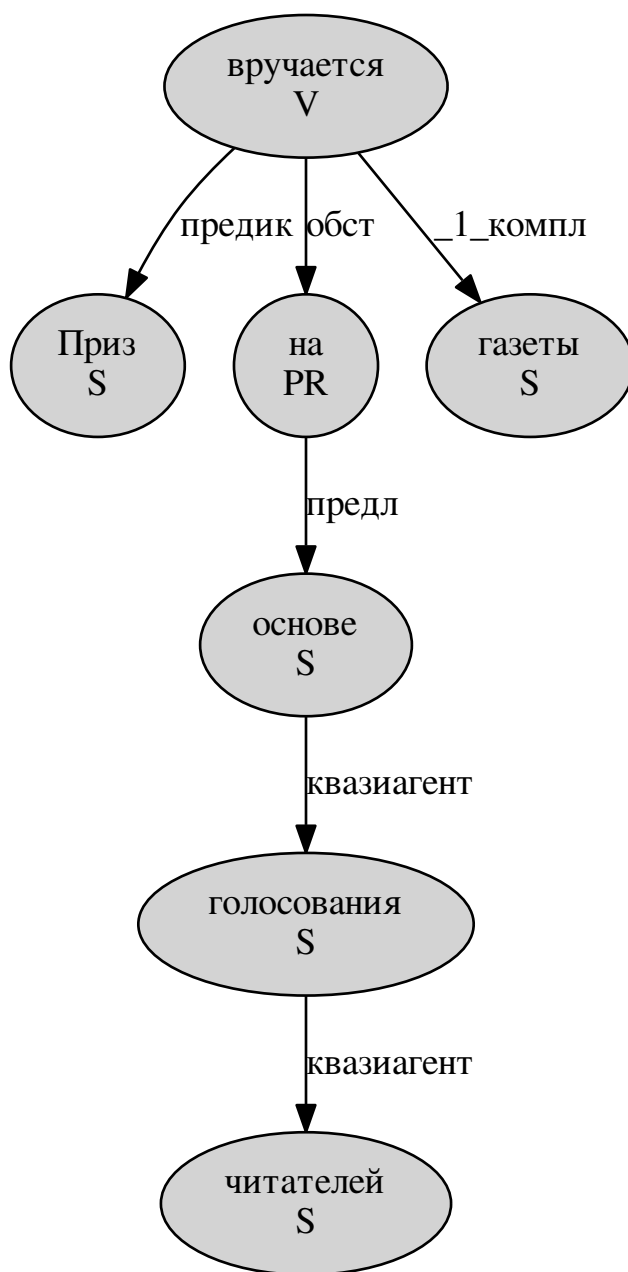 вручается
V
предик обст _1_компл
Приз
S
на
PR
газеты
S
предл
основе
S
квазиагент
голосования
S
квазиагент
читателей
S